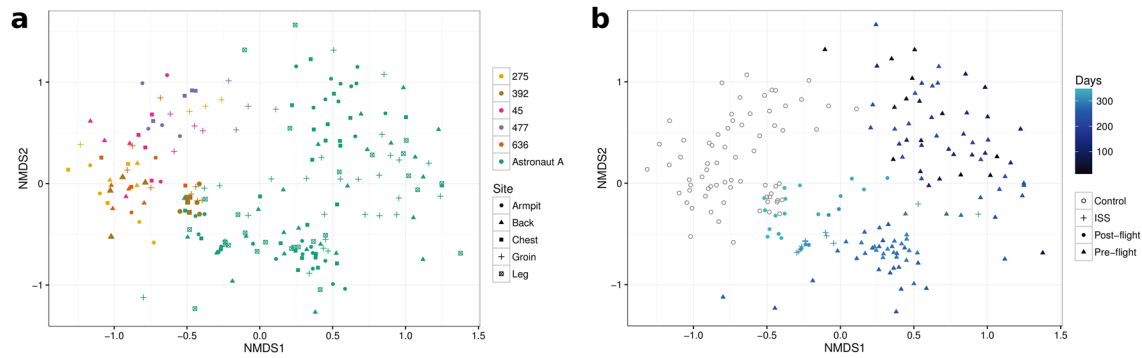 a
b
NMDS2
1
0
−1
−1.0
−0.5
0.0
0.5
1.0
1.5
NMDS1
275
392
45
477
636
Astronaut A
Site
Armpit
Back
Chest
Groin
Leg
NMDS2
1
0
−1
−1.0
−0.5
0.0
0.5
1.0
1.5
NMDS1
Days
300
200
100
Control
ISS
Post−flight
Pre−flight